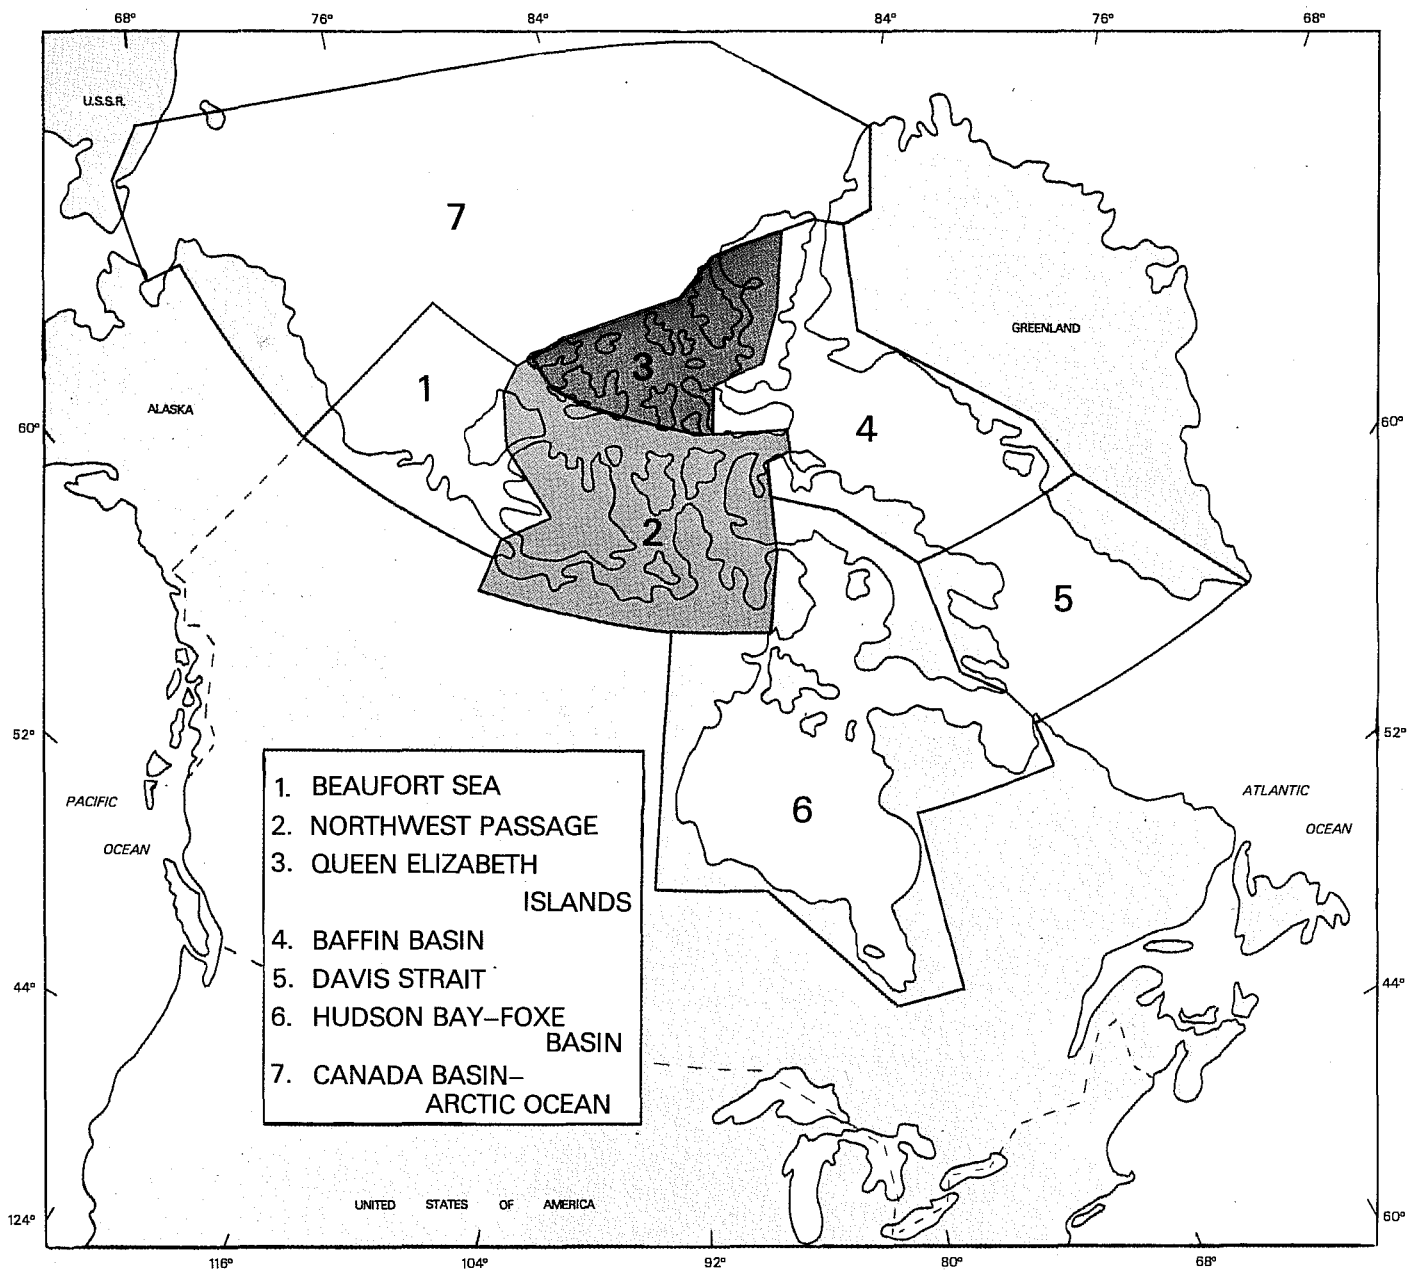 68° 76° 84° 84° 76° 68°
U.S.S.R.
7
GREENLAND
3
1
ALASKA
4
60° 60°
2
5
52° 52°
1. BEAUFORT SEA
2. NORTHWEST PASSAGE
3. QUEEN ELIZABETH
ISLANDS
4. BAFFIN BASIN
5. DAVIS STRAIT
6. HUDSON BAY–FOXE
BASIN
7. CANADA BASIN–
ARCTIC OCEAN
PACIFIC
OCEAN
6
ATLANTIC
OCEAN
44° 44°
UNITED STATES OF AMERICA
124° 60°
116° 104° 92° 80° 68°